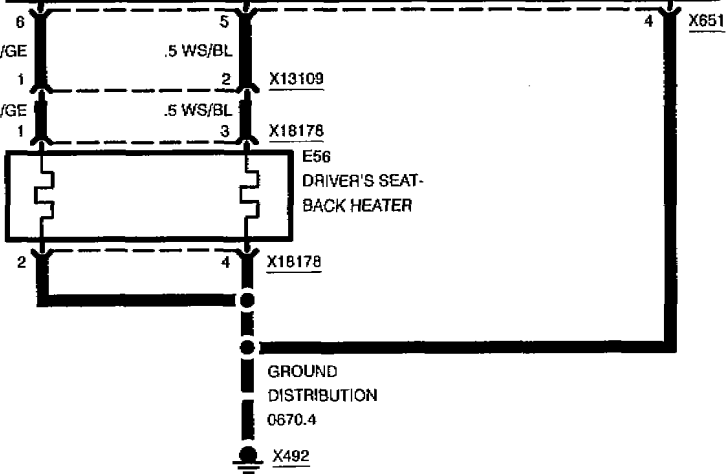 6 5 4 X651
/GE .5 WS/BL
1 2 X13109
/GE .5 WS/BL
1 3 X18178
E56
DRIVER'S SEAT-
BACK HEATER
2 4 X18178
GROUND
DISTRIBUTION
0670.4
X492